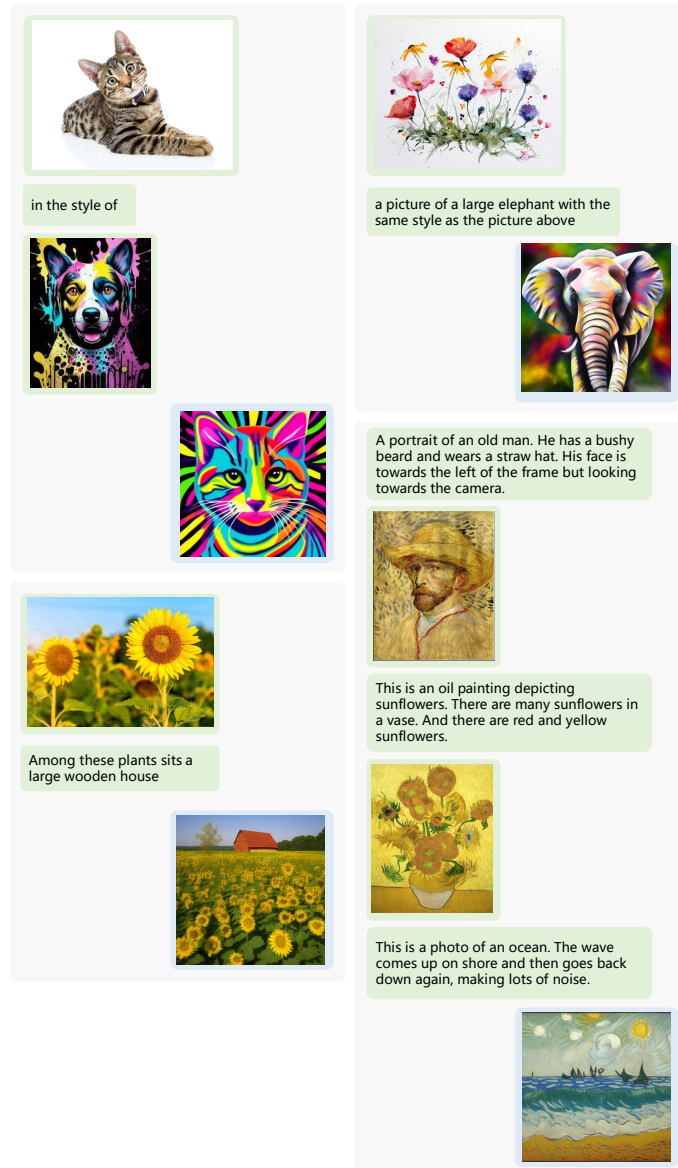 in the style of
Among these plants sits a
large wooden house
a picture of a large elephant with the
same style as the picture above
A portrait of an old man. He has a bushy
beard and wears a straw hat. His face is
towards the left of the frame but looking
towards the camera.
This is an oil painting depicting
sunflowers. There are many sunflowers in
a vase. And there are red and yellow
sunflowers.
This is a photo of an ocean. The wave
comes up on shore and then goes back
down again, making lots of noise.